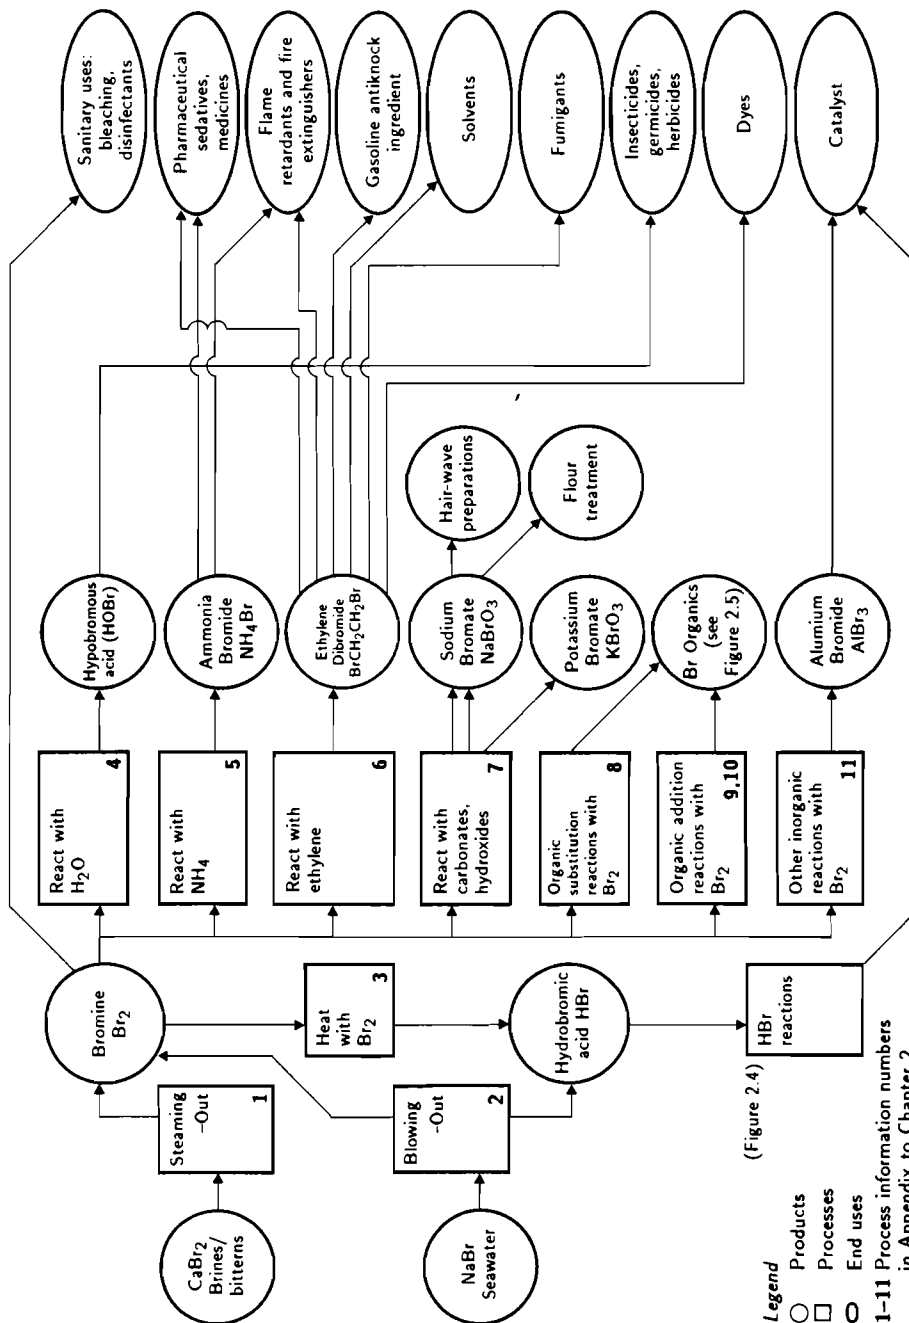 CaBr2
Brines/
bitterns
NaBr
Seawater
Steaming
–Out
1
Blowing
–Out
2
Bromine
Br2
Heat
with
Br2
3
Hydrobromic
acid HBr
(Figure 2.4)
HBr
reactions
React with
H2O
4
React with
NH4
5
React with
ethylene
6
React with
carbonates,
hydroxides
7
Organic
substitution
reactions with
Br2
8
Organic addition
reactions with
Br2
9,10
Other inorganic
reactions with
Br2
11
Hypobromous
acid (HOBr)
Ammonia
Bromide
NH4Br
Ethylene
Dibromide
BrCH2CH2Br
Sodium
Bromate
NaBrO3
Potassium
Bromate
KBrO3
Br Organics
(see
Figure 2.5)
Alumium
Bromide
AlBr3
Hair-wave
preparations
Flour
treatment
Sanitary uses:
bleaching,
disinfectants
Pharmaceutical
sedatives,
medicines
Flame
retardants and fire
extinguishers
Gasoline antiknock
ingredient
Solvents
Fumigants
Insecticides,
germicides,
herbicides
Dyes
Catalyst
Legend
Products
Processes
End uses
1–11 Process information numbers
in Appendix to Chapter 2